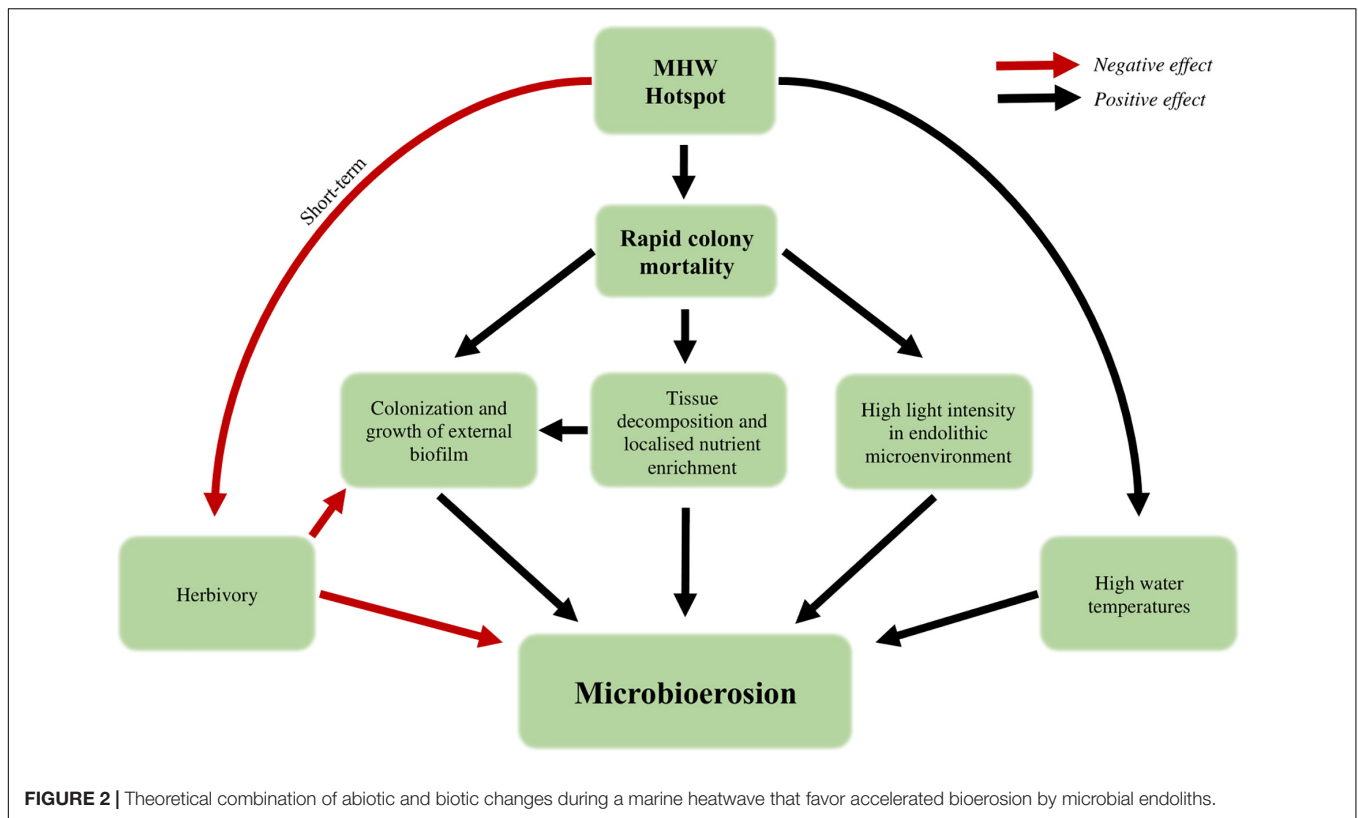 MHW
Hotspot
Negative effect
Positive effect
Short-term
Rapid colony
mortality
Colonization and
growth of external
biofilm
Tissue
decomposition and
localised nutrient
enrichment
High light intensity
in endolithic
microenvironment
Herbivory
High water
temperatures
Microbioerosion
FIGURE 2 | Theoretical combination of abiotic and biotic changes during a marine heatwave that favor accelerated bioerosion by microbial endoliths.